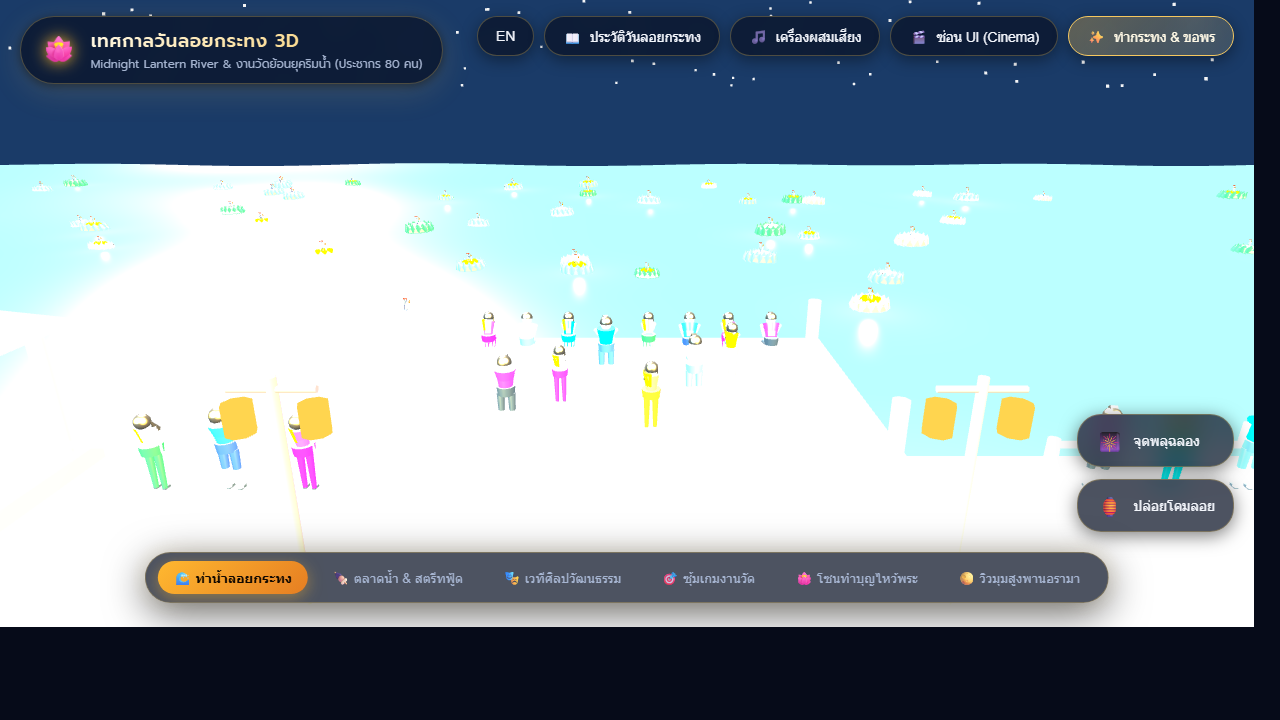 เทศกาลวันลอยกระทง 3D
Midnight Lantern River & งานวัดย้อนยุคริมน้ำ (ประชากร 80 คน)
EN
ประวัติวันลอยกระทง
เครื่องผสมเสียง
ซ่อน UI (Cinema)
ทำกระทง & ขอพร
จุดพลุฉลอง
ปล่อยโคมลอย
ท่าน้ำลอยกระทง
ตลาดน้ำ & สตรีทฟู้ด
เวทีศิลปวัฒนธรรม
ซุ้มเกมงานวัด
โซนทำบุญไหว้พระ
วิวมุมสูงพานอรามา